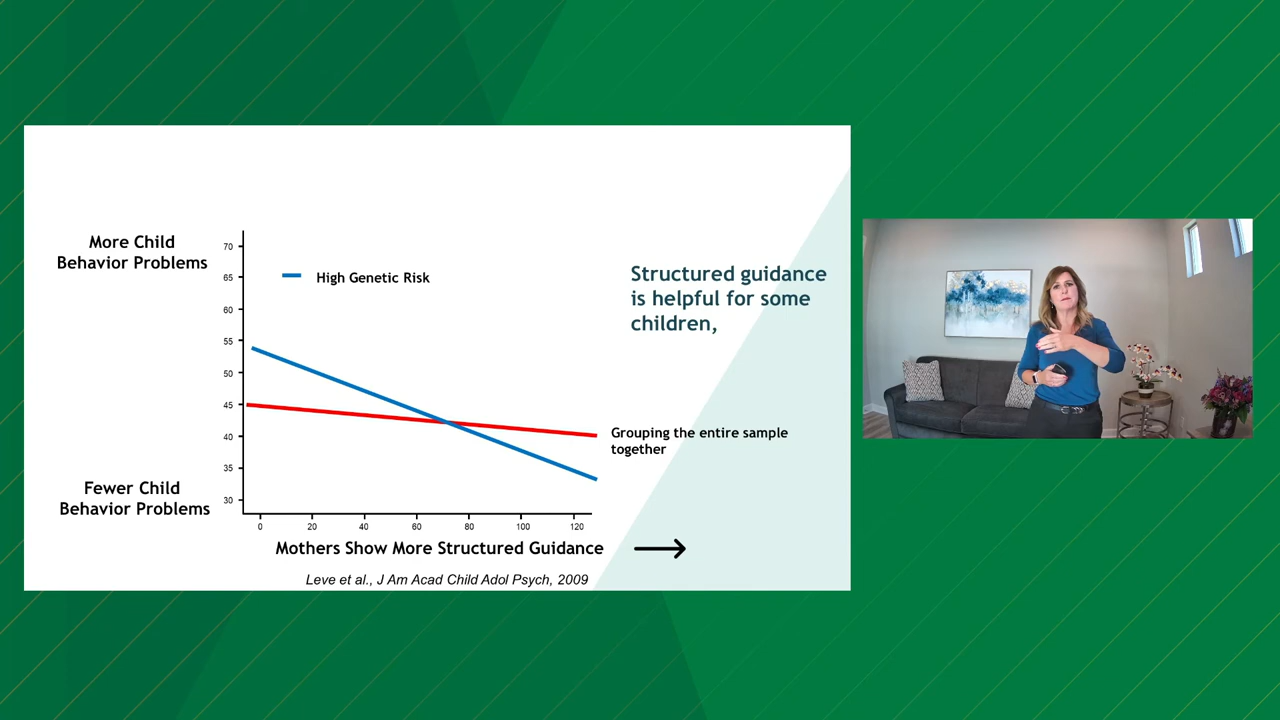 More Child
Behavior Problems
70
65
60
55
50
45
40
35
30
High Genetic Risk
Structured guidance
is helpful for some
children,
Grouping the entire sample
together
Fewer Child
Behavior Problems
0 20 40 60 80 100 120
Mothers Show More Structured Guidance
Leve et al., J Am Acad Child Adol Psych, 2009